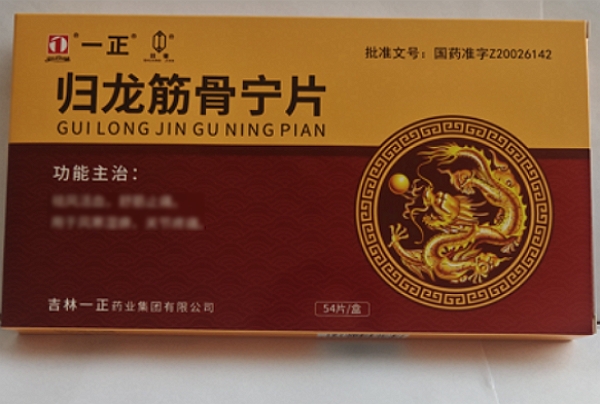 一正
批准文号：国药准字Z20026142
归龙筋骨宁片
GUI LONG JIN GU NING PIAN
功能主治：
吉林一正药业集团有限公司
54片/盒